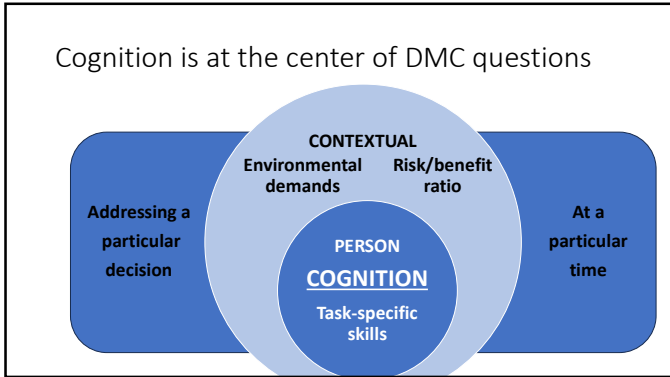 Cognition is at the center of DMC questions
CONTEXTUAL
Environmental demands
Risk/benefit ratio
Addressing a
particular
decision
PERSON
COGNITION
Task-specific
skills
At a
particular
time